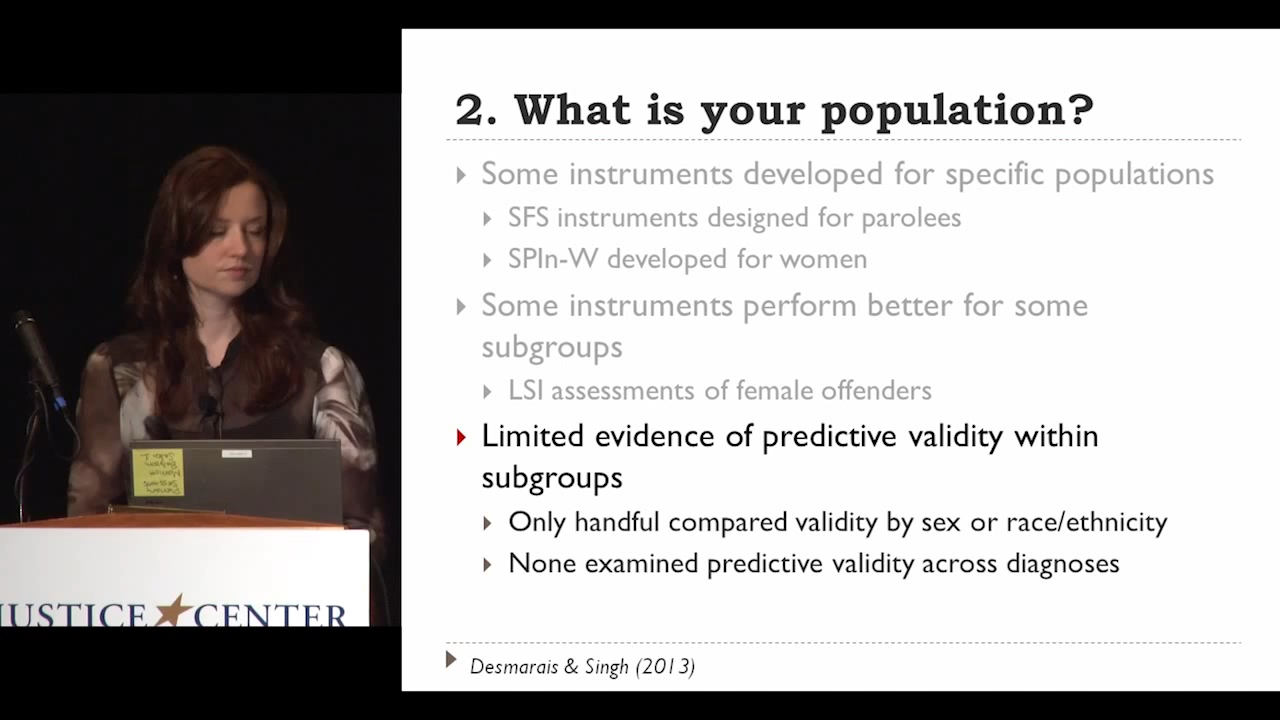 2. What is your population?
Some instruments developed for specific populations
SFS instruments designed for parolees
SPIn-W developed for women
Some instruments perform better for some
subgroups
LSI assessments of female offenders
Limited evidence of predictive validity within
subgroups
Only handful compared validity by sex or race/ethnicity
None examined predictive validity across diagnoses
Desmarais & Singh (2013)
JUSTICE CENTER